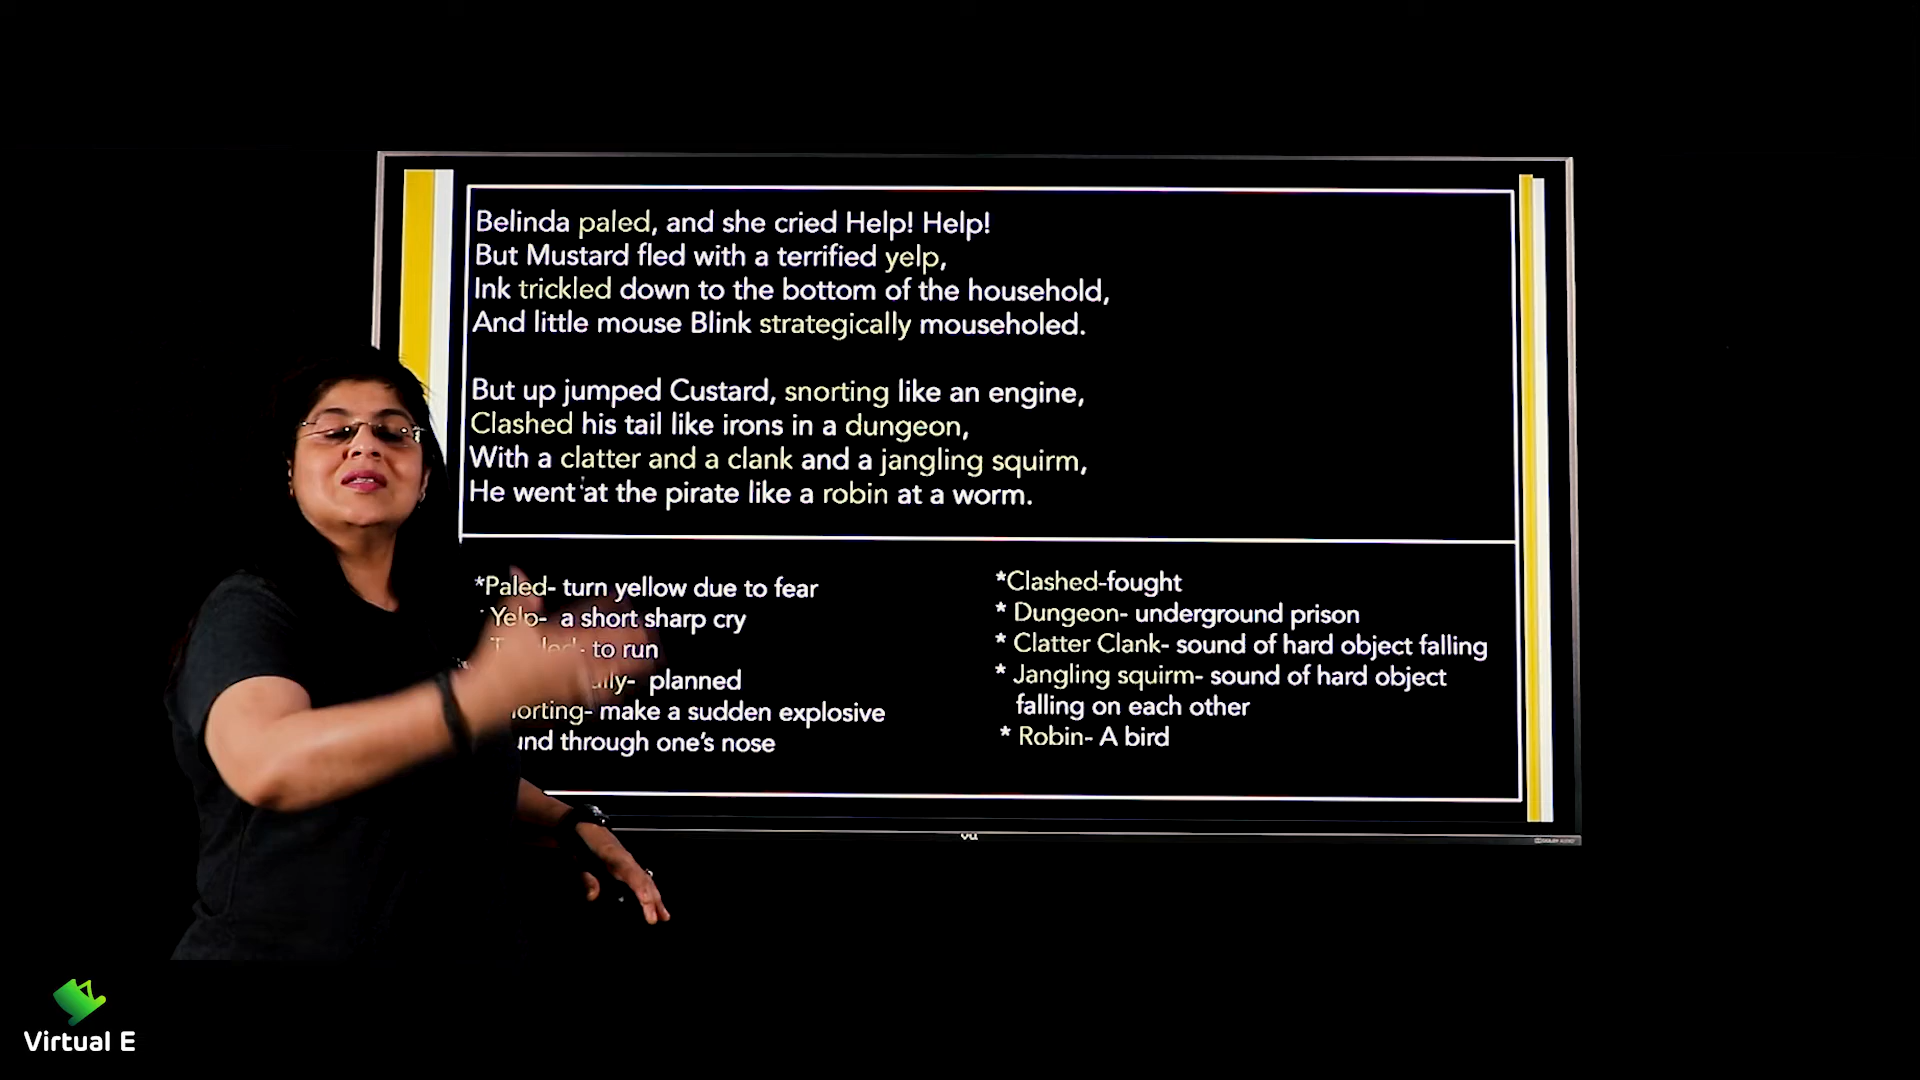 Belinda paled, and she cried Help! Help!
But Mustard fled with a terrified yelp,
Ink trickled down to the bottom of the household,
And little mouse Blink strategically mouseholed.
But up jumped Custard, snorting like an engine,
Clashed his tail like irons in a dungeon,
With a clatter and a clank and a jangling squirm,
He went at the pirate like a robin at a worm.
*Paled- turn yellow due to fear
Yelp- a short sharp cry
to run
planned
make a sudden explosive
through one's nose
*Clashed-fought
* Dungeon- underground prison
* Clatter Clank- sound of hard object falling
* Jangling squirm- sound of hard object
falling on each other
* Robin- A bird
Vu
Virtual E